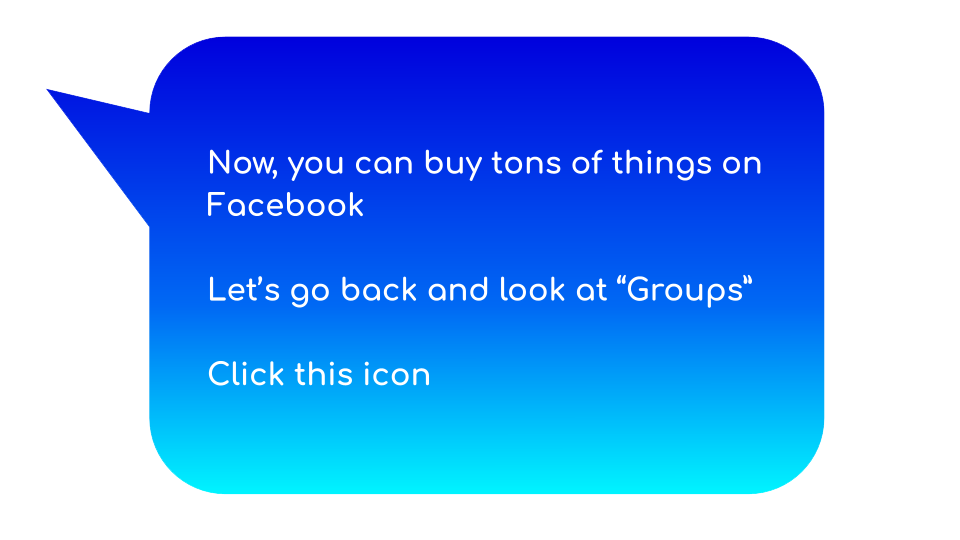 Now, you can buy tons of things on
Facebook
Let’s go back and look at “Groups”
Click this icon